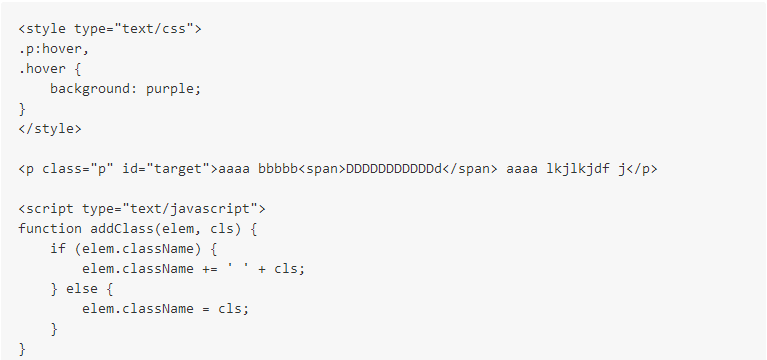 <style type="text/css">
.p:hover,
.hover {
    background: purple;
}
</style>

<p class="p" id="target">aaaa bbbbb<span>DDDDDDDDDDDd</span> aaaa lkjlkjdf j</p>

<script type="text/javascript">
function addClass(elem, cls) {
    if (elem.className) {
        elem.className += ' ' + cls;
    } else {
        elem.className = cls;
    }
}